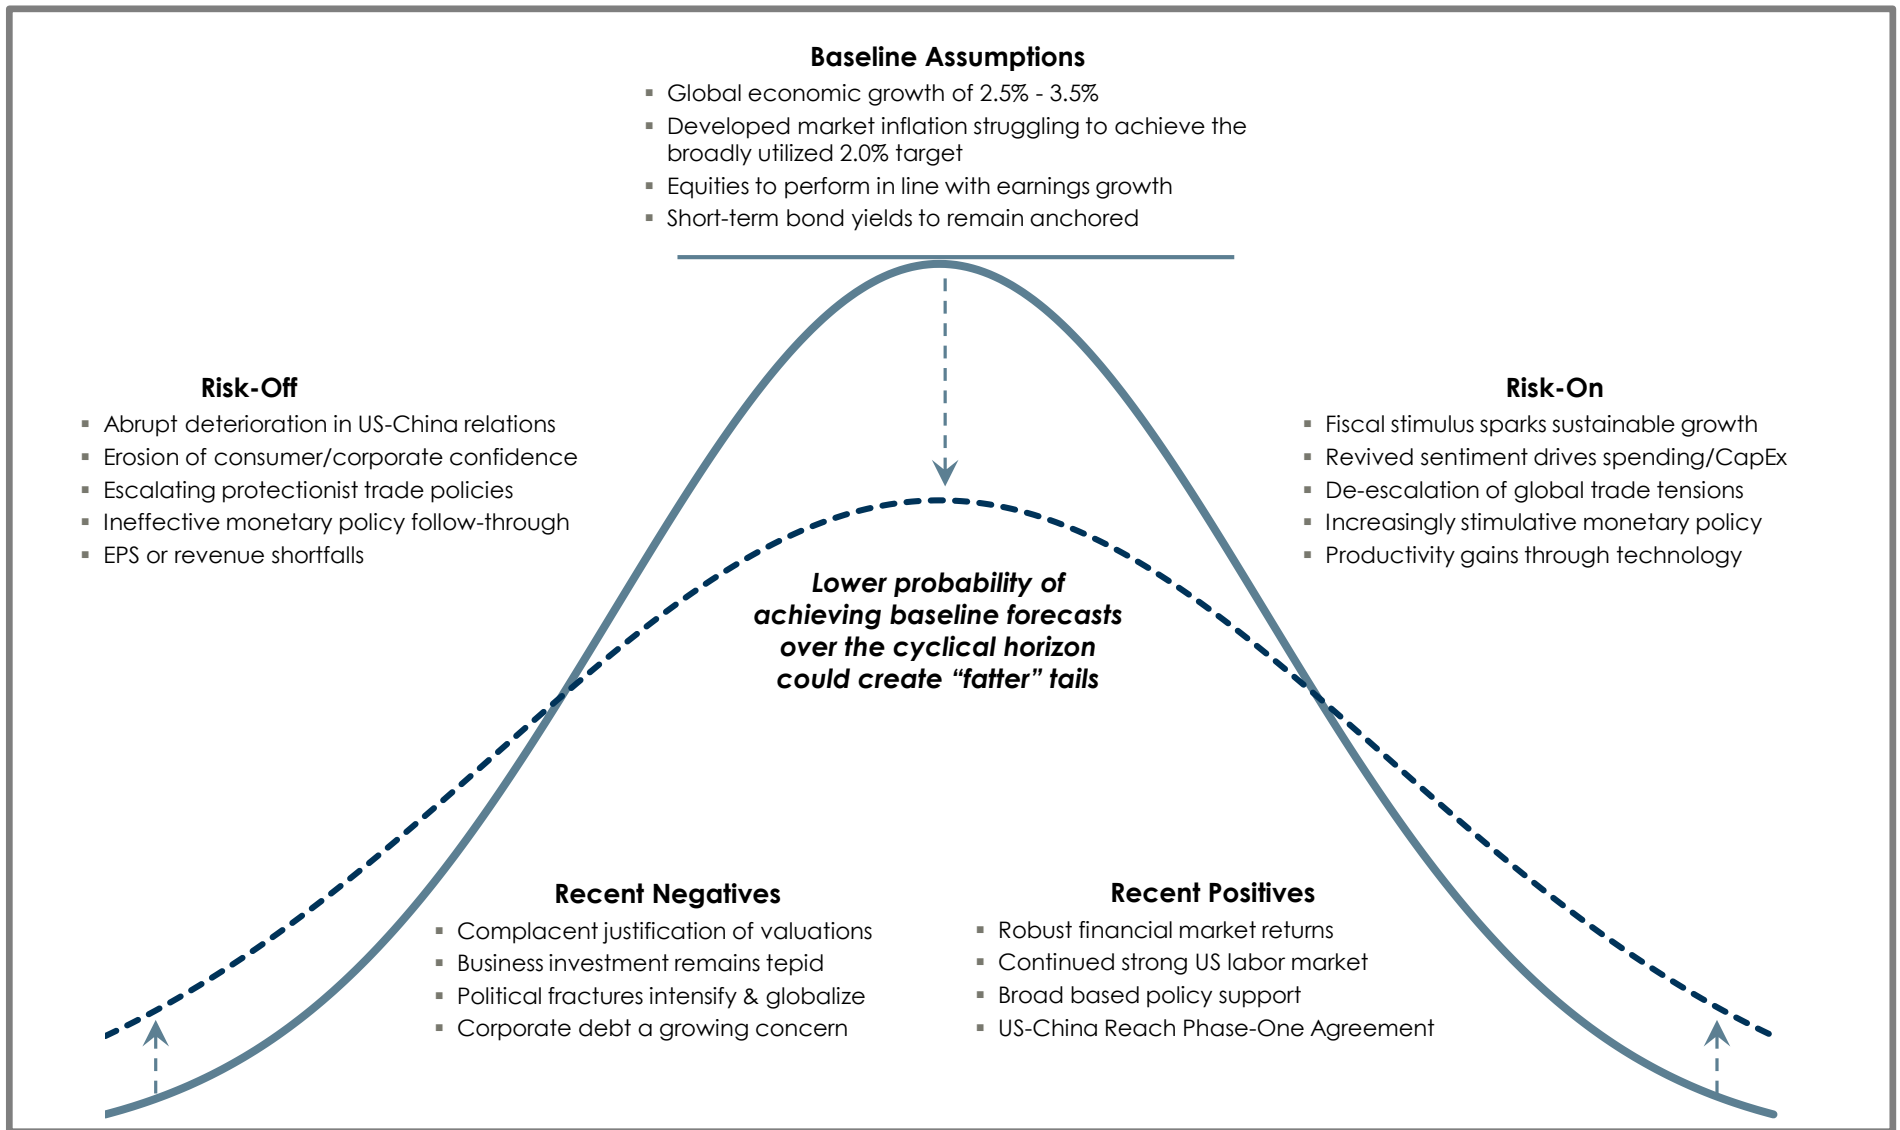 Baseline Assumptions
▪ Global economic growth of 2.5% - 3.5%
▪ Developed market inflation struggling to achieve the
broadly utilized 2.0% target
▪ Equities to perform in line with earnings growth
▪ Short-term bond yields to remain anchored
Risk-Off
▪ Abrupt deterioration in US-China relations
▪ Erosion of consumer/corporate confidence
▪ Escalating protectionist trade policies
▪ Ineffective monetary policy follow-through
▪ EPS or revenue shortfalls
Risk-On
▪ Fiscal stimulus sparks sustainable growth
▪ Revived sentiment drives spending/CapEx
▪ De-escalation of global trade tensions
▪ Increasingly stimulative monetary policy
▪ Productivity gains through technology
Lower probability of
achieving baseline forecasts
over the cyclical horizon
could create “fatter” tails
Recent Negatives
▪ Complacent justification of valuations
▪ Business investment remains tepid
▪ Political fractures intensify & globalize
▪ Corporate debt a growing concern
Recent Positives
▪ Robust financial market returns
▪ Continued strong US labor market
▪ Broad based policy support
▪ US-China Reach Phase-One Agreement